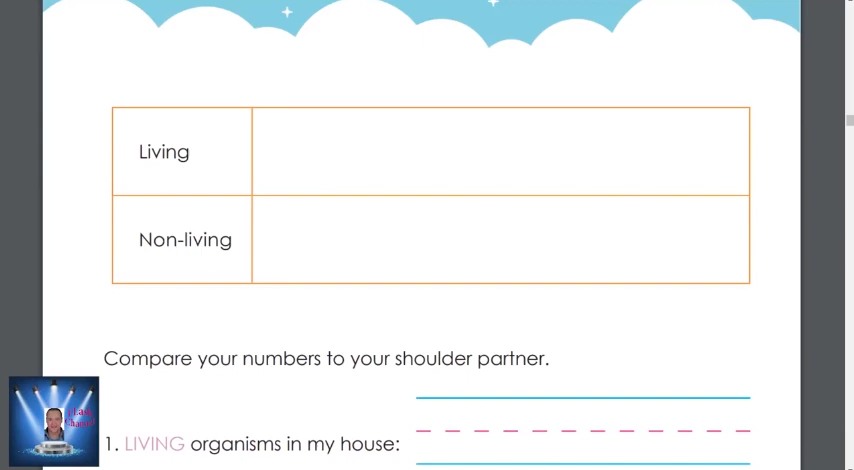 Living
Non-living
Compare your numbers to your shoulder partner.
1. LIVING organisms in my house: